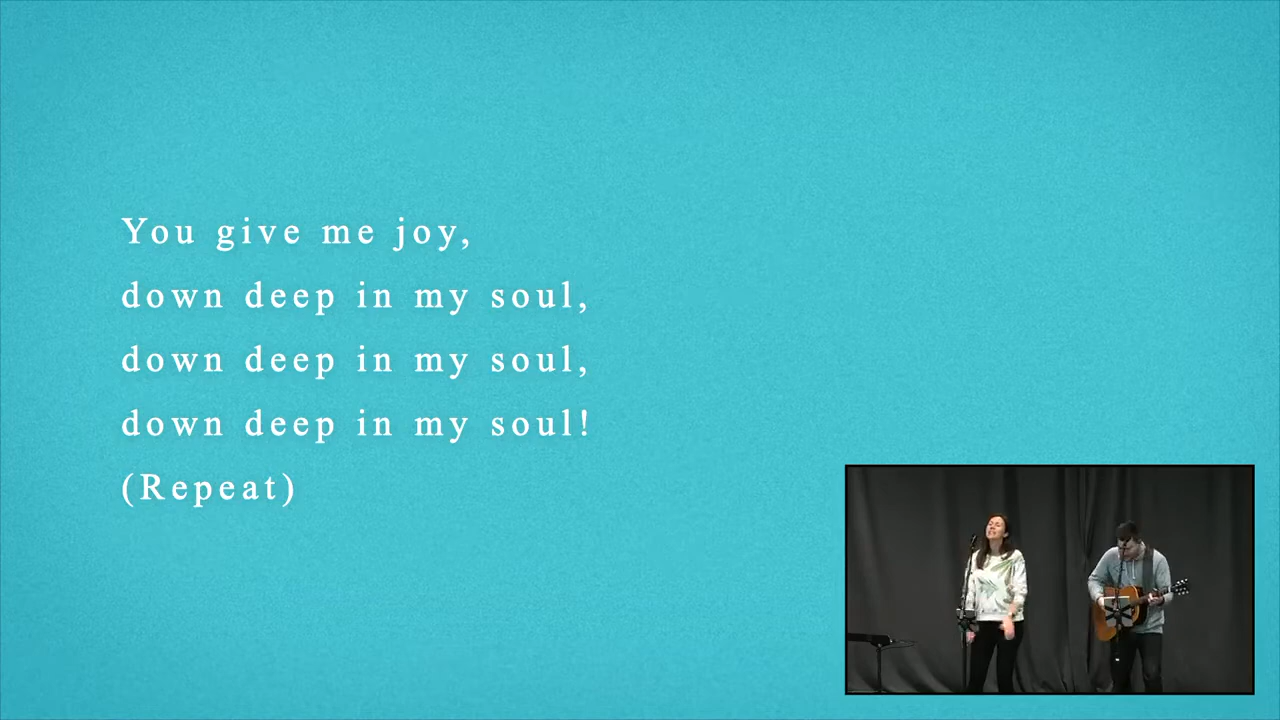 You give me joy,
down deep in my soul,
down deep in my soul,
down deep in my soul!
(Repeat)